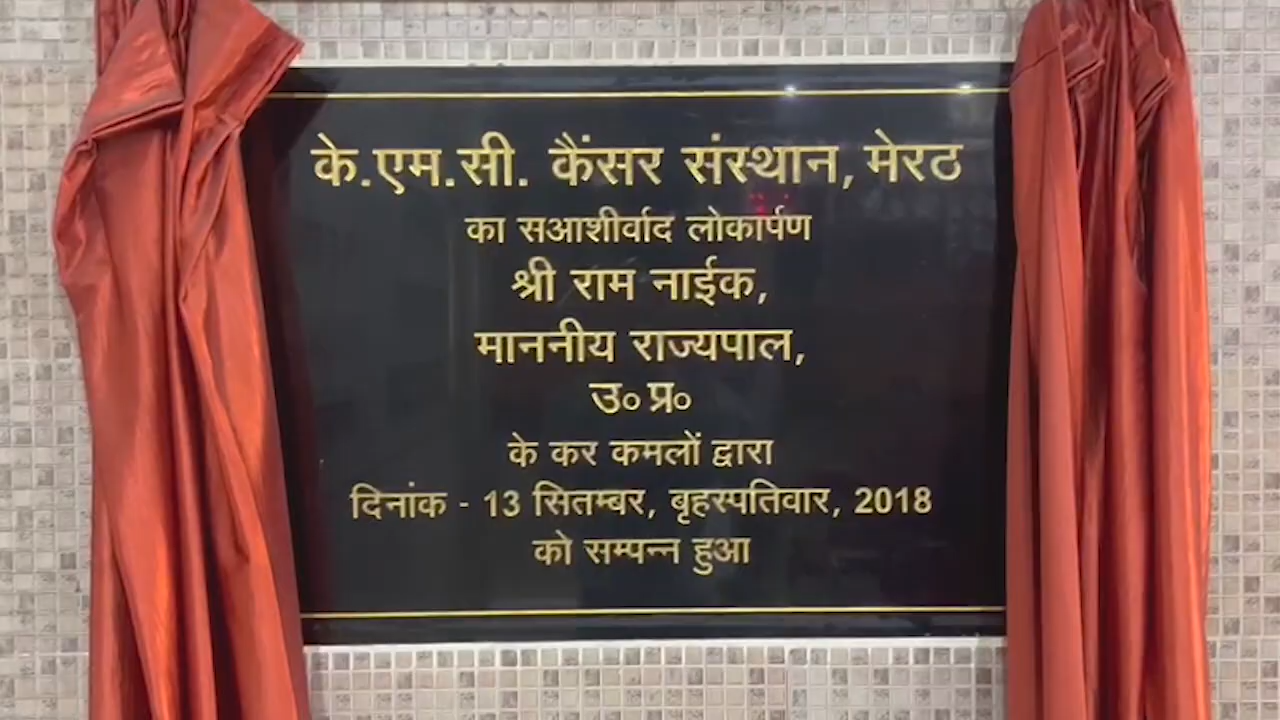 के.एम.सी. कैंसर संस्थान, मेरठ
का सआशीर्वाद लोकार्पण
श्री राम नाईक,
माननीय राज्यपाल,
उ० प्र०
के कर कमलों द्वारा
दिनांक - 13 सितम्बर, बृहस्पतिवार, 2018
को सम्पन्न हुआ